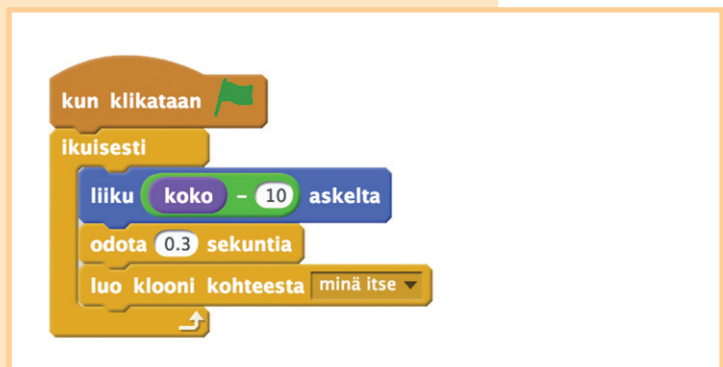 kun klikataan
ikuisesti
liiku koko - 10 askelta
odota 0.3 sekuntia
luo klooni kohteesta minä itse